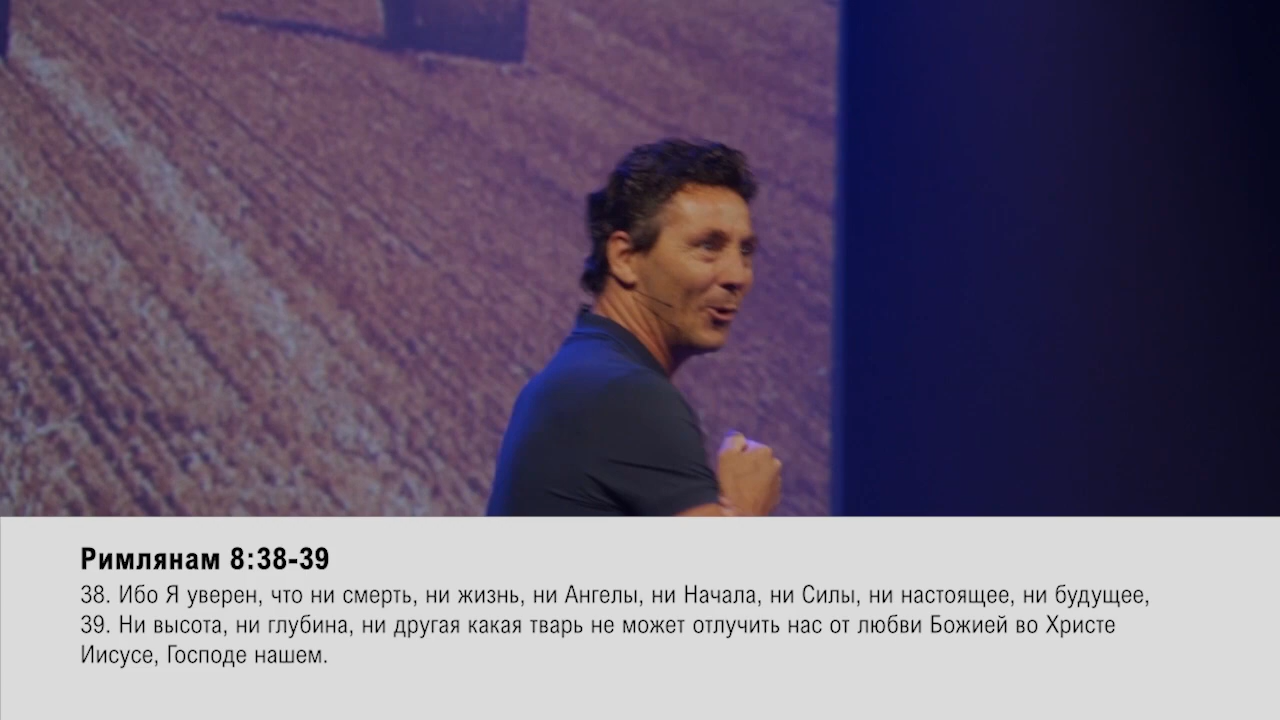 Римлянам 8:38-39
38. Ибо Я уверен, что ни смерть, ни жизнь, ни Ангелы, ни Начала, ни Силы, ни настоящее, ни будущее,
39. Ни высота, ни глубина, ни другая какая тварь не может отлучить нас от любви Божией во Христе
Иисусе, Господе нашем.